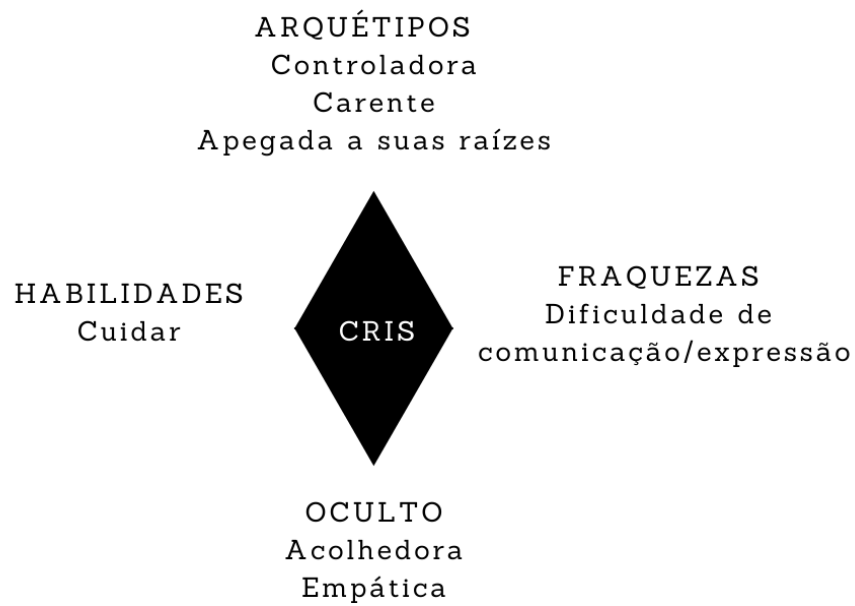 ARQUÉTIPOS
Controladora
Carente
Apegada a suas raízes
HABILIDADES
Cuidar
CRIS
FRAQUEZAS
Dificuldade de
comunicação/expressão
OCULTO
Acolhedora
Empática